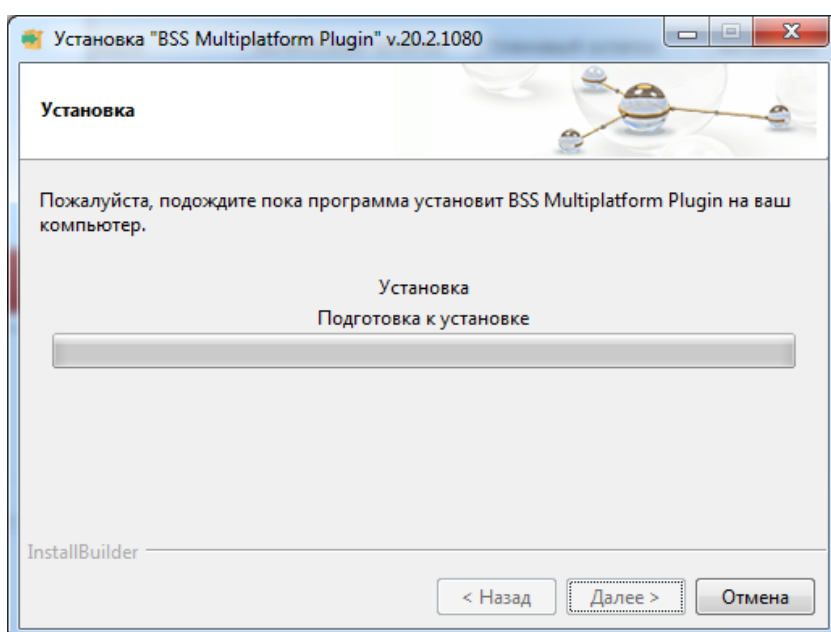 Установка "BSS Multiplatform Plugin" v.20.2.1080
Установка
Пожалуйста, подождите пока программа установит BSS Multiplatform Plugin на ваш
компьютер.
Установка
Подготовка к установке
InstallBuilder
< Назад
Далее >
Отмена